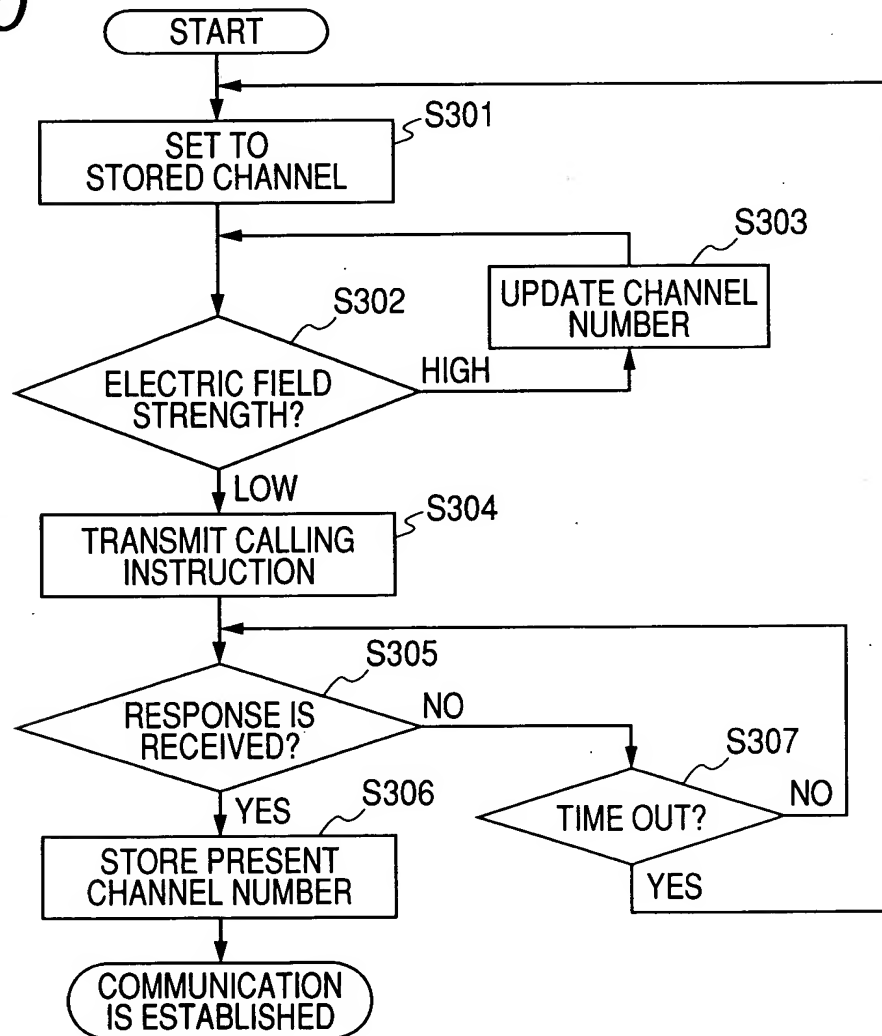 START
S301
SET TO
STORED CHANNEL
S303
UPDATE CHANNEL
NUMBER
S302
ELECTRIC FIELD
STRENGTH?
HIGH
LOW
S304
TRANSMIT CALLING
INSTRUCTION
S305
RESPONSE IS
RECEIVED?
NO
S307
TIME OUT?
NO
YES
YES
S306
STORE PRESENT
CHANNEL NUMBER
COMMUNICATION
IS ESTABLISHED